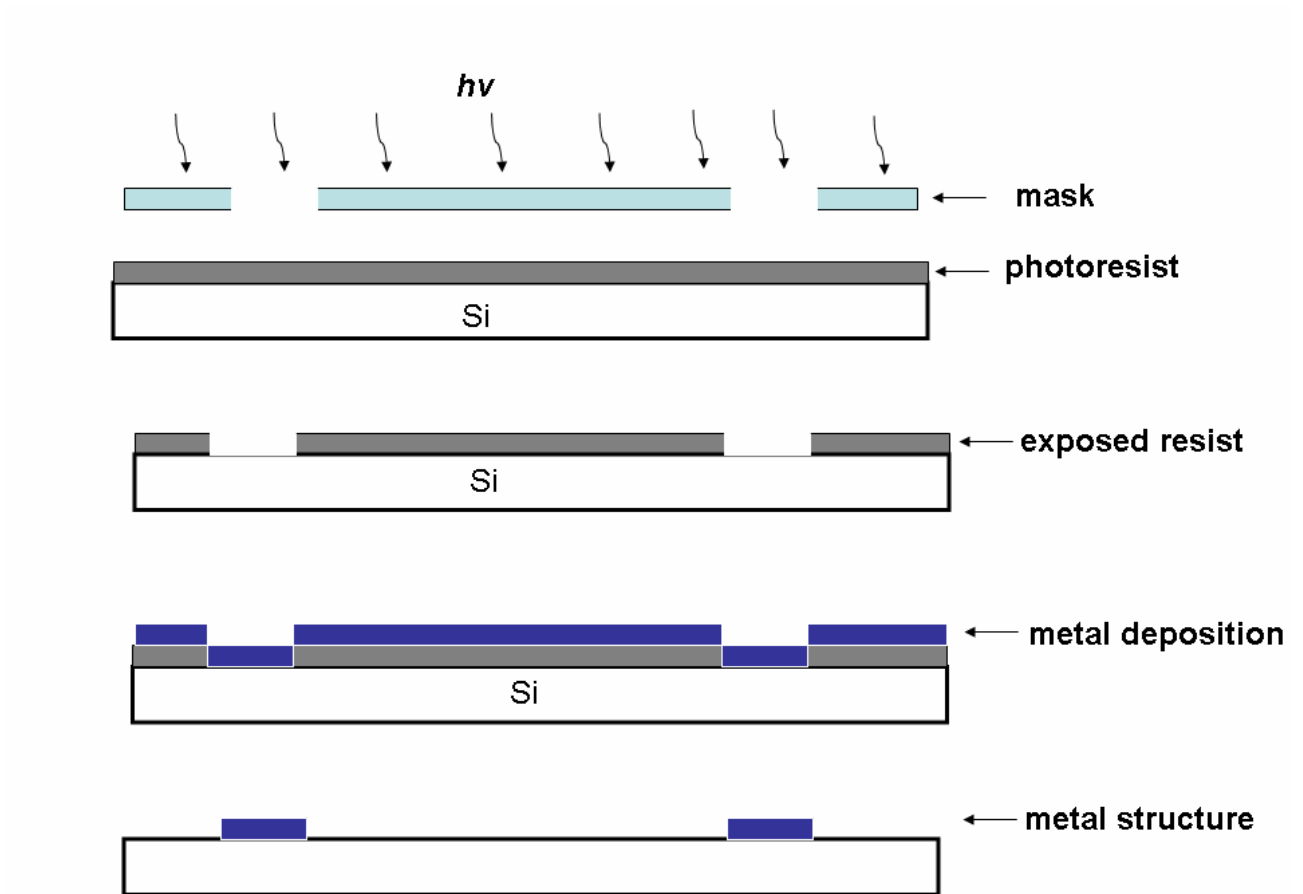 hv
mask
photoresist
Si
exposed resist
Si
metal deposition
Si
metal structure